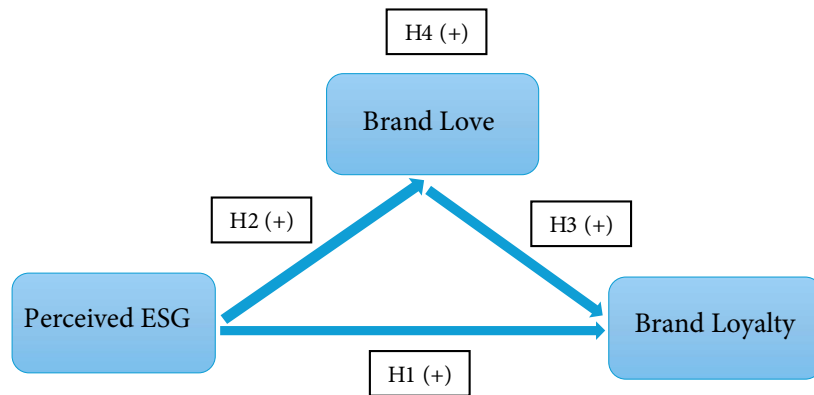 H4 (+)
Brand Love
H2 (+)
H3 (+)
Perceived ESG
Brand Loyalty
H1 (+)